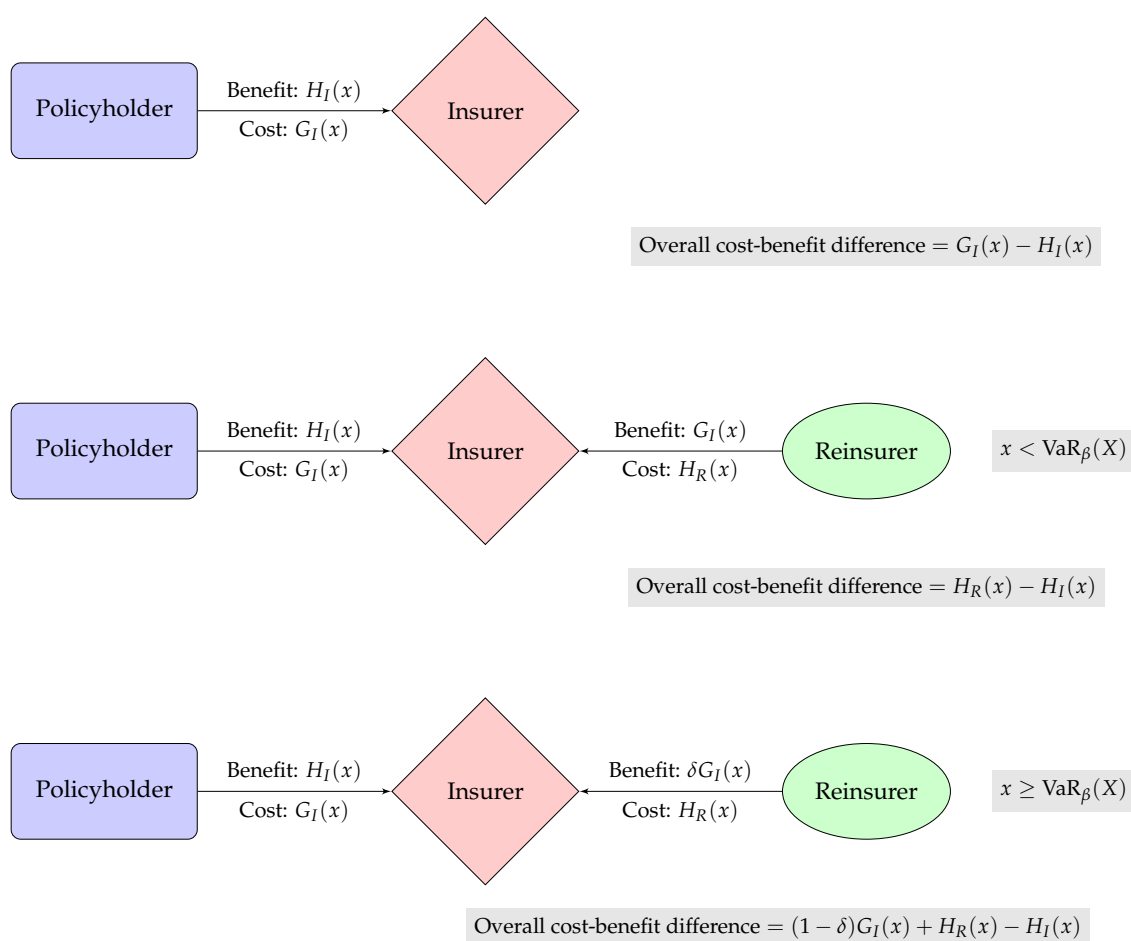 Benefit: H_I(x)
Policyholder
Insurer
Cost: G_I(x)
Overall cost-benefit difference = G_I(x) − H_I(x)
Benefit: H_I(x)
Benefit: G_I(x)
Policyholder
Insurer
Reinsurer
x < VaR_β(X)
Cost: G_I(x)
Cost: H_R(x)
Overall cost-benefit difference = H_R(x) − H_I(x)
Benefit: H_I(x)
Benefit: δG_I(x)
Policyholder
Insurer
Reinsurer
x ≥ VaR_β(X)
Cost: G_I(x)
Cost: H_R(x)
Overall cost-benefit difference = (1 − δ)G_I(x) + H_R(x) − H_I(x)